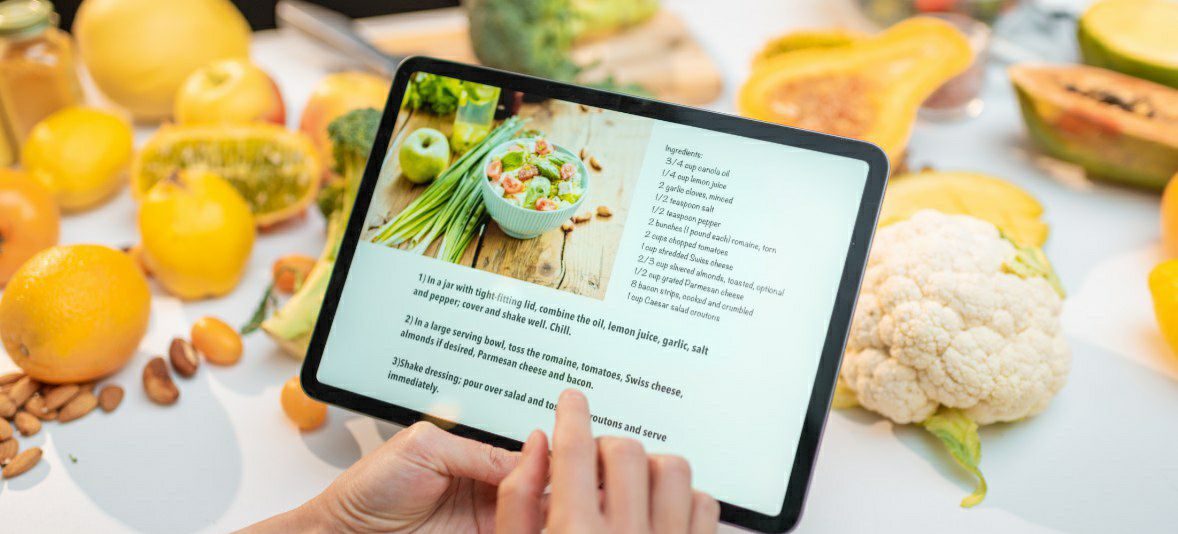 Ingredients:
3/4 cup canola oil
1/4 cup lemon juice
2 garlic cloves, minced
1/2 teaspoon salt
1/2 teaspoon pepper
2 bunches (1 pound each) romaine, torn
2 cups chopped tomatoes
1 cup shredded Swiss cheese
2/3 cup slivered almonds, toasted, optional
1/2 cup grated Parmesan cheese
8 bacon strips, cooked and crumbled
1 cup Caesar salad croutons
1) In a jar with tight-fitting lid, combine the oil, lemon juice, garlic, salt
and pepper; cover and shake well. Chill.
2) In a large serving bowl, toss the romaine, tomatoes, Swiss cheese,
almonds if desired, Parmesan cheese and bacon.
3)Shake dressing; pour over salad and and serve
immediately.